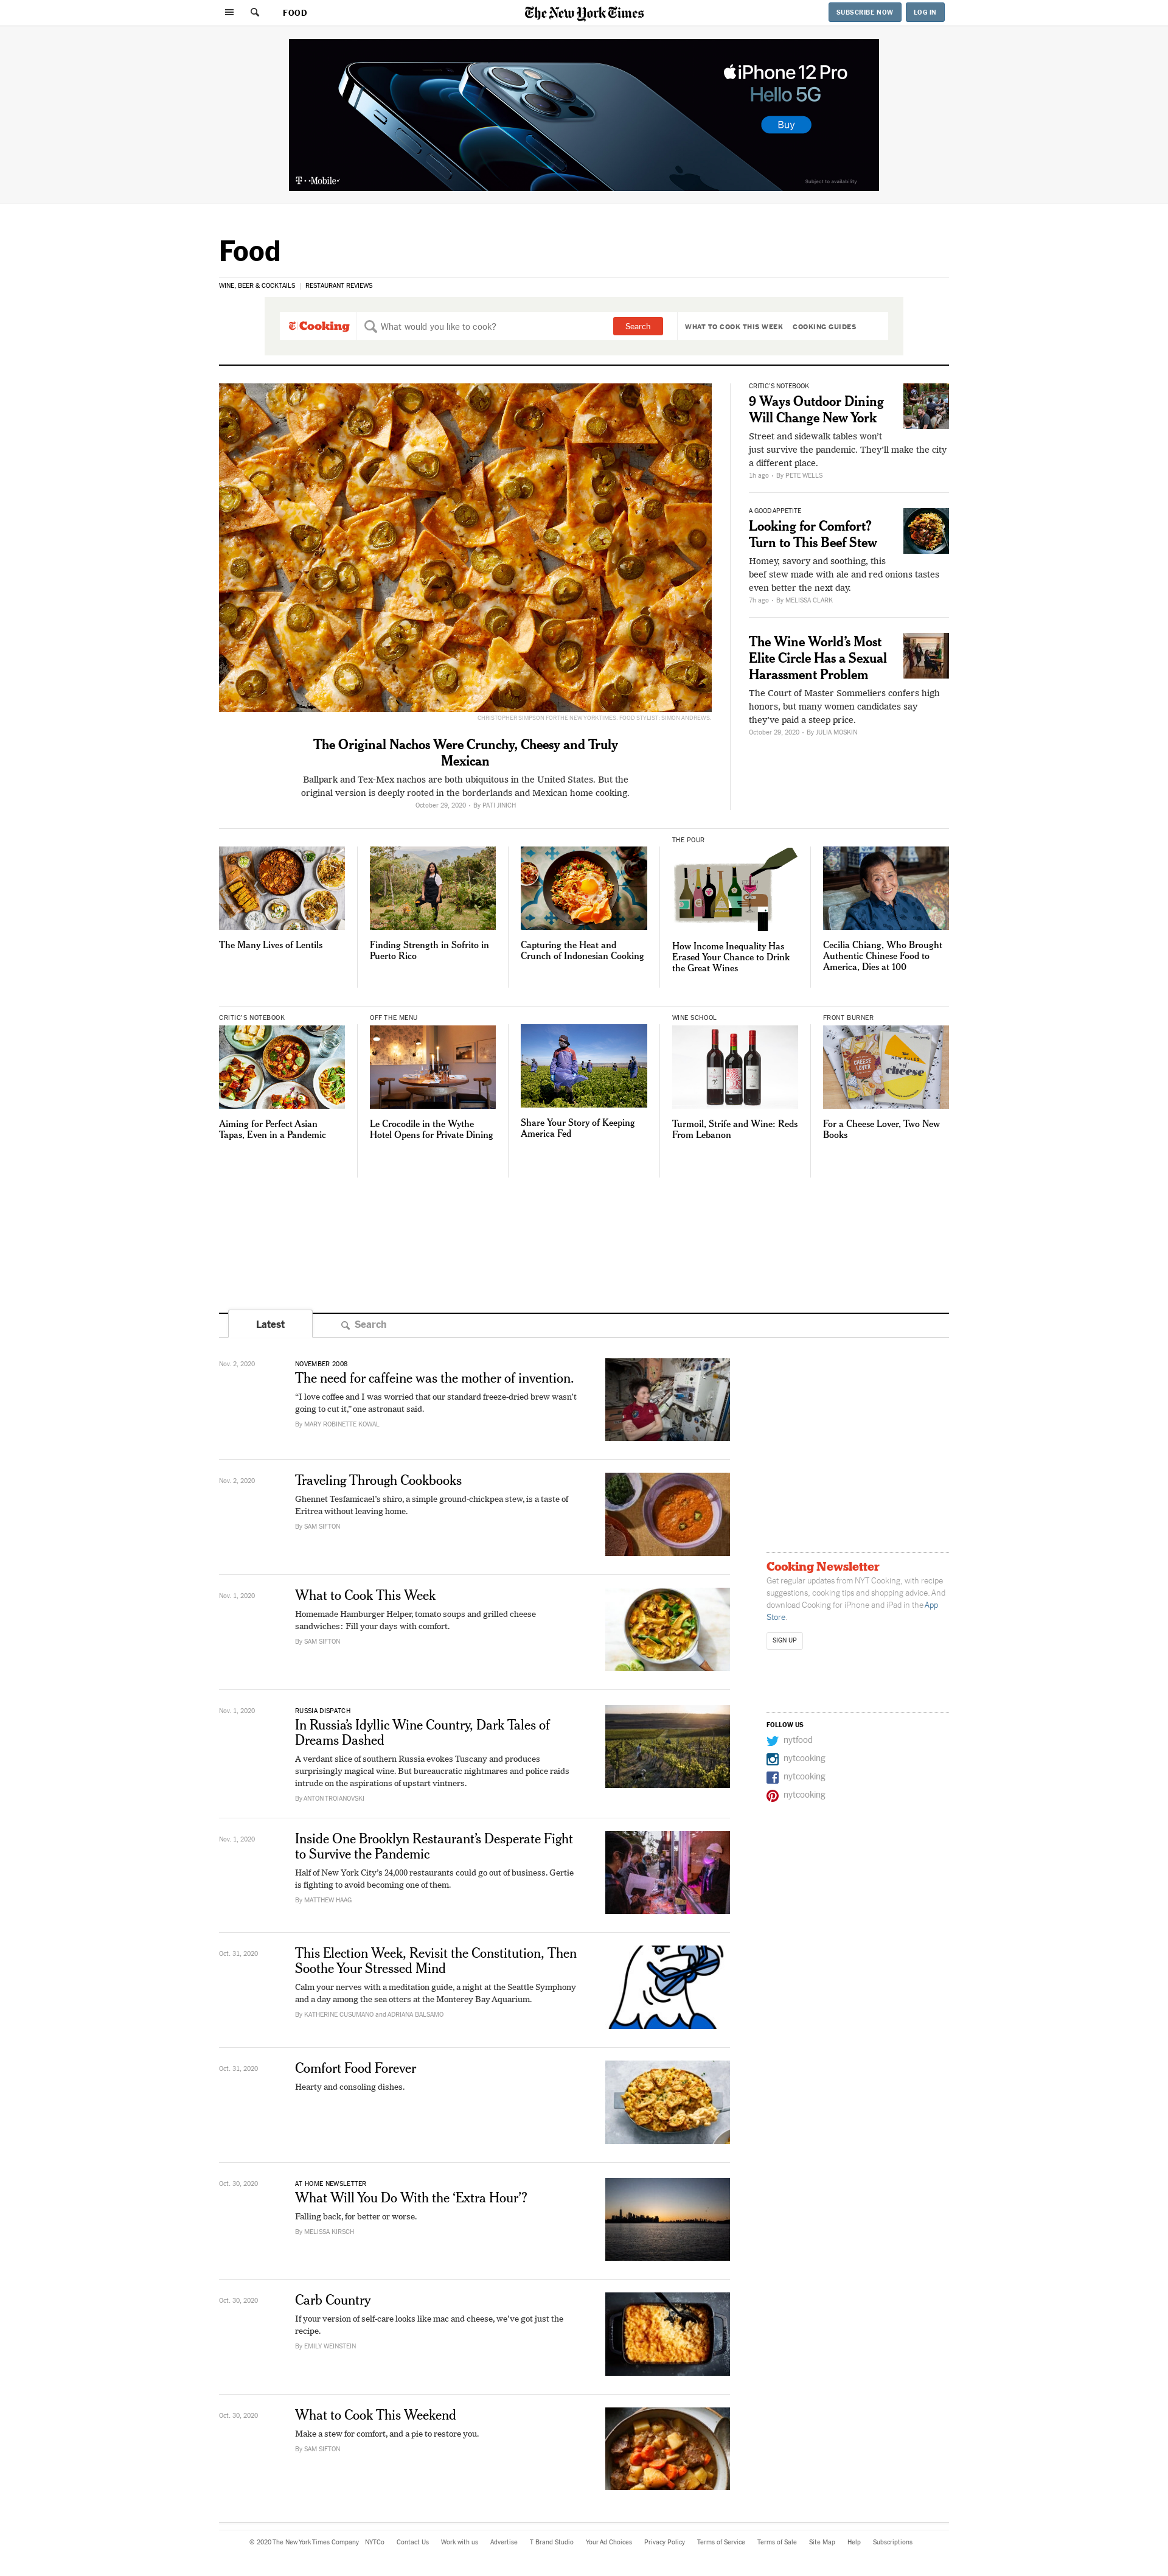 FOOD
The New York Times
SUBSCRIBE NOW
LOG IN
iPhone 12 Pro
Hello 5G
Buy
T··Mobile
Subject to availability
Food
WINE, BEER & COCKTAILS
RESTAURANT REVIEWS
Cooking
What would you like to cook?
Search
WHAT TO COOK THIS WEEK
COOKING GUIDES
CHRISTOPHER SIMPSON FOR THE NEW YORK TIMES. FOOD STYLIST: SIMON ANDREWS.
The Original Nachos Were Crunchy, Cheesy and Truly
Mexican
Ballpark and Tex-Mex nachos are both ubiquitous in the United States. But the
original version is deeply rooted in the borderlands and Mexican home cooking.
October 29, 2020 · By PATI JINICH
CRITIC'S NOTEBOOK
9 Ways Outdoor Dining
Will Change New York
Street and sidewalk tables won't
just survive the pandemic. They'll make the city
a different place.
1h ago · By PETE WELLS
A GOOD APPETITE
Looking for Comfort?
Turn to This Beef Stew
Homey, savory and soothing, this
beef stew made with ale and red onions tastes
even better the next day.
7h ago · By MELISSA CLARK
The Wine World's Most
Elite Circle Has a Sexual
Harassment Problem
The Court of Master Sommeliers confers high
honors, but many women candidates say
they've paid a steep price.
October 29, 2020 · By JULIA MOSKIN
The Many Lives of Lentils
Finding Strength in Sofrito in
Puerto Rico
Capturing the Heat and
Crunch of Indonesian Cooking
THE POUR
How Income Inequality Has
Erased Your Chance to Drink
the Great Wines
Cecilia Chiang, Who Brought
Authentic Chinese Food to
America, Dies at 100
CRITIC'S NOTEBOOK
Aiming for Perfect Asian
Tapas, Even in a Pandemic
OFF THE MENU
Le Crocodile in the Wythe
Hotel Opens for Private Dining
Share Your Story of Keeping
America Fed
WINE SCHOOL
Turmoil, Strife and Wine: Reds
From Lebanon
FRONT BURNER
cheese
For a Cheese Lover, Two New
Books
Latest
Search
Nov. 2, 2020
NOVEMBER 2008
The need for caffeine was the mother of invention.
“I love coffee and I was worried that our standard freeze-dried brew wasn't
going to cut it,” one astronaut said.
By MARY ROBINETTE KOWAL
Nov. 2, 2020
Traveling Through Cookbooks
Ghennet Tesfamicael's shiro, a simple ground-chickpea stew, is a taste of
Eritrea without leaving home.
By SAM SIFTON
Nov. 1, 2020
What to Cook This Week
Homemade Hamburger Helper, tomato soups and grilled cheese
sandwiches: Fill your days with comfort.
By SAM SIFTON
Nov. 1, 2020
RUSSIA DISPATCH
In Russia's Idyllic Wine Country, Dark Tales of
Dreams Dashed
A verdant slice of southern Russia evokes Tuscany and produces
surprisingly magical wine. But bureaucratic nightmares and police raids
intrude on the aspirations of upstart vintners.
By ANTON TROIANOVSKI
Nov. 1, 2020
Inside One Brooklyn Restaurant's Desperate Fight
to Survive the Pandemic
Half of New York City's 24,000 restaurants could go out of business. Gertie
is fighting to avoid becoming one of them.
By MATTHEW HAAG
Oct. 31, 2020
This Election Week, Revisit the Constitution, Then
Soothe Your Stressed Mind
Calm your nerves with a meditation guide, a night at the Seattle Symphony
and a day among the sea otters at the Monterey Bay Aquarium.
By KATHERINE CUSUMANO and ADRIANA BALSAMO
Oct. 31, 2020
Comfort Food Forever
Hearty and consoling dishes.
Oct. 30, 2020
AT HOME NEWSLETTER
What Will You Do With the ‘Extra Hour’?
Falling back, for better or worse.
By MELISSA KIRSCH
Oct. 30, 2020
Carb Country
If your version of self-care looks like mac and cheese, we've got just the
recipe.
By EMILY WEINSTEIN
Oct. 30, 2020
What to Cook This Weekend
Make a stew for comfort, and a pie to restore you.
By SAM SIFTON
Cooking Newsletter
Get regular updates from NYT Cooking, with recipe
suggestions, cooking tips and shopping advice. And
download Cooking for iPhone and iPad in the App
Store.
SIGN UP
FOLLOW US
nytfood
nytcooking
nytcooking
nytcooking
© 2020 The New York Times Company NYTCo Contact Us Work with us Advertise T Brand Studio Your Ad Choices Privacy Policy Terms of Service Terms of Sale Site Map Help Subscriptions